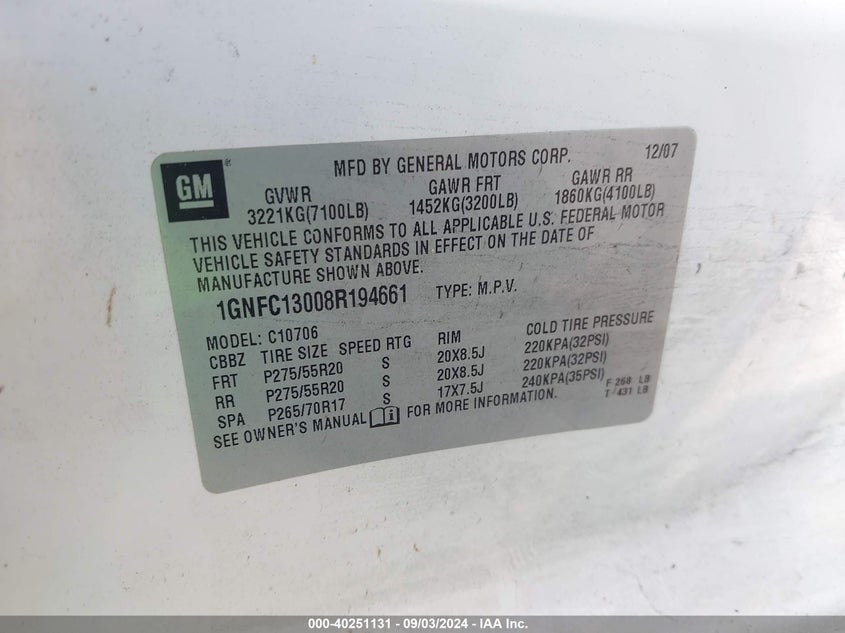 GM® MFD BY GENERAL MOTORS CORP. 12/07
GVWR GAWR FRT GAWR RR
3221KG(7100LB) 1452KG(3200LB) 1860KG(4100LB)
THIS VEHICLE CONFORMS TO ALL APPLICABLE U.S. FEDERAL MOTOR
VEHICLE SAFETY STANDARDS IN EFFECT ON THE DATE OF
MANUFACTURE SHOWN ABOVE.
1GNFC13008R194661 TYPE: M.P.V.
MODEL: C10706
CBBZ TIRE SIZE SPEED RTG RIM COLD TIRE PRESSURE
FRT P275/55R20 S 20X8.5J 220KPA(32PSI)
RR P275/55R20 S 20X8.5J 220KPA(32PSI)
SPA P265/70R17 S 17X7.5J 240KPA(35PSI) F 268 LB
T 431 LB
SEE OWNER'S MANUAL i FOR MORE INFORMATION.
000-40251131 - 09/03/2024 - IAA Inc.